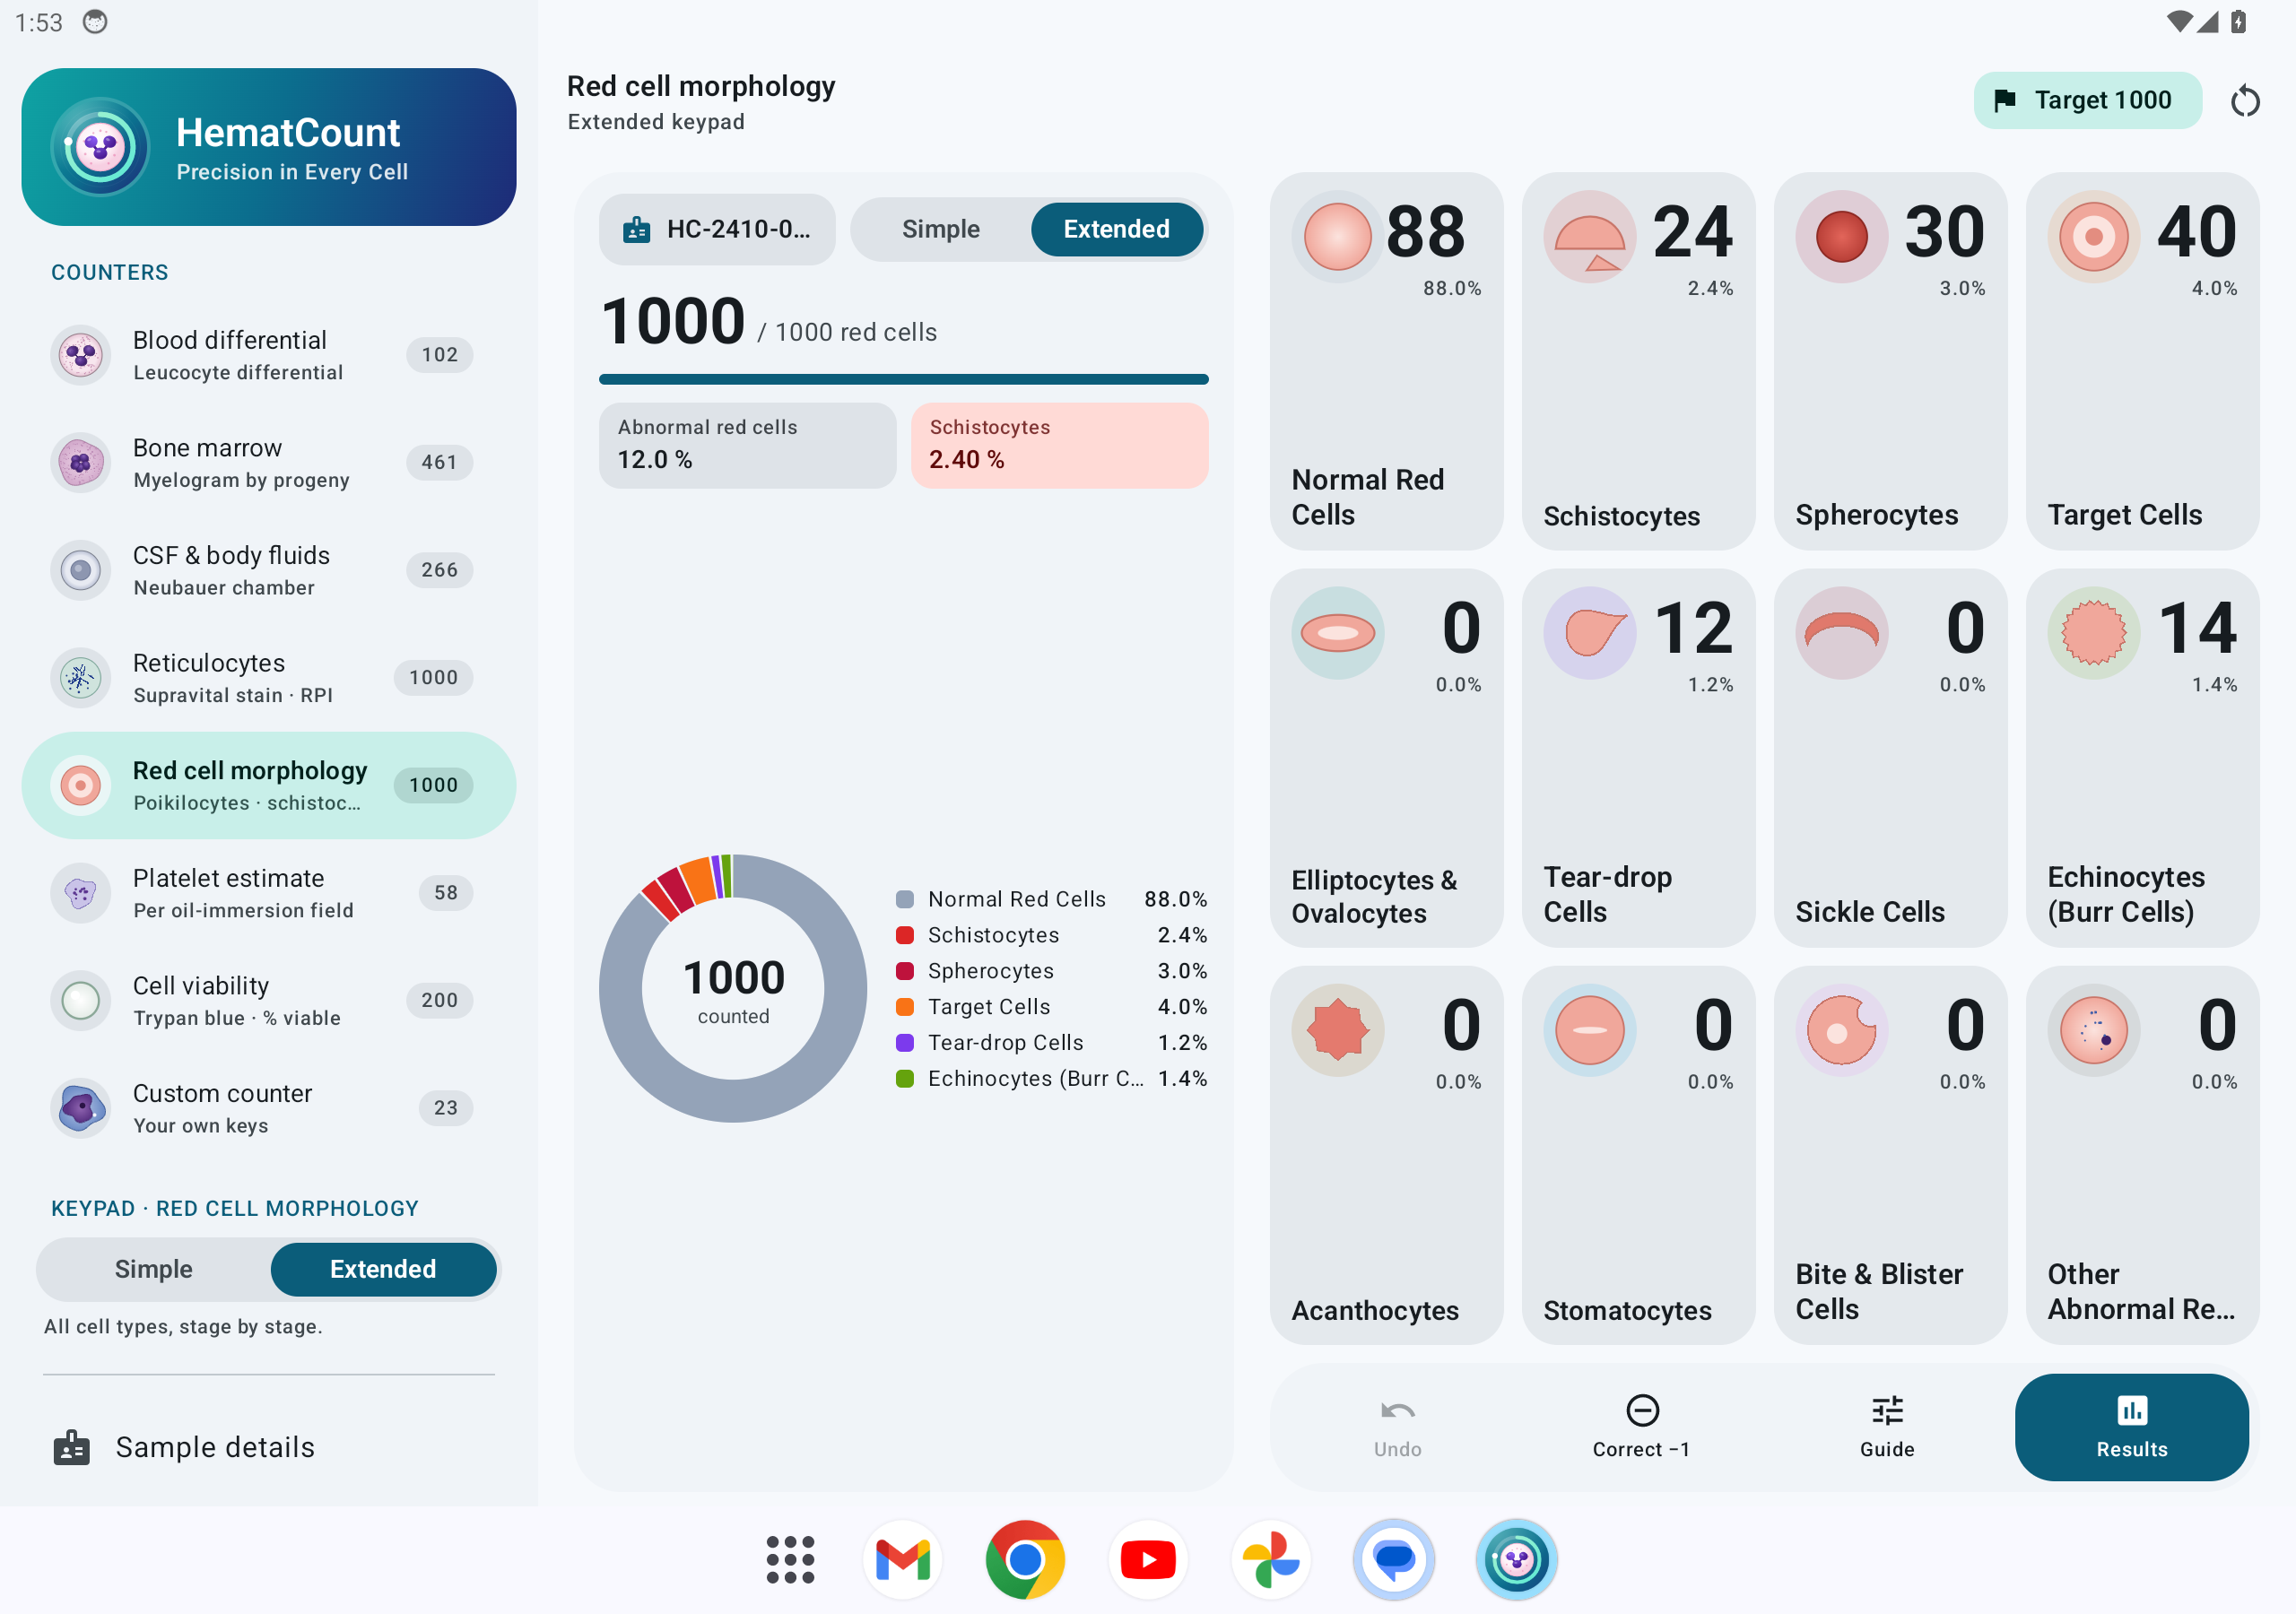 1:53
HematCount
Precision in Every Cell
COUNTERS
Blood differential
Leucocyte differential
102
Bone marrow
Myelogram by progeny
461
CSF & body fluids
Neubauer chamber
266
Reticulocytes
Supravital stain · RPI
1000
Red cell morphology
Poikilocytes · schistoc…
1000
Platelet estimate
Per oil-immersion field
58
Cell viability
Trypan blue · % viable
200
Custom counter
Your own keys
23
KEYPAD · RED CELL MORPHOLOGY
Simple
Extended
All cell types, stage by stage.
Sample details
Red cell morphology
Extended keypad
Target 1000
HC-2410-0…
Simple
Extended
1000 / 1000 red cells
Abnormal red cells
12.0 %
Schistocytes
2.40 %
1000
counted
Normal Red Cells 88.0%
Schistocytes 2.4%
Spherocytes 3.0%
Target Cells 4.0%
Tear-drop Cells 1.2%
Echinocytes (Burr C… 1.4%
88
88.0%
Normal Red
Cells
24
2.4%
Schistocytes
30
3.0%
Spherocytes
40
4.0%
Target Cells
0
0.0%
Elliptocytes &
Ovalocytes
12
1.2%
Tear-drop
Cells
0
0.0%
Sickle Cells
14
1.4%
Echinocytes
(Burr Cells)
0
0.0%
Acanthocytes
0
0.0%
Stomatocytes
0
0.0%
Bite & Blister
Cells
0
0.0%
Other
Abnormal Re…
Undo
Correct −1
Guide
Results